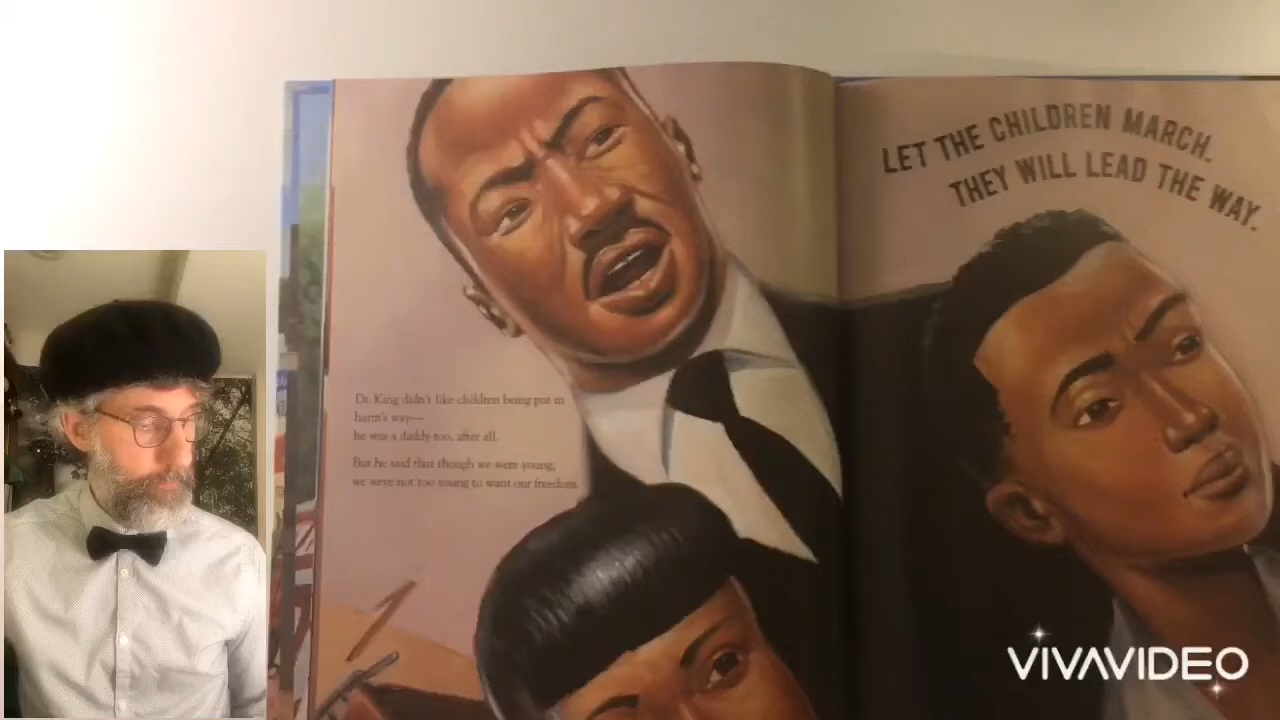 Dr. King didn't like children being put in
harm's way—
he was a daddy too, after all.
But he said that though we were young,
we were not too young to want our freedom.
LET THE CHILDREN MARCH.
THEY WILL LEAD THE WAY.
VIVAVIDEO